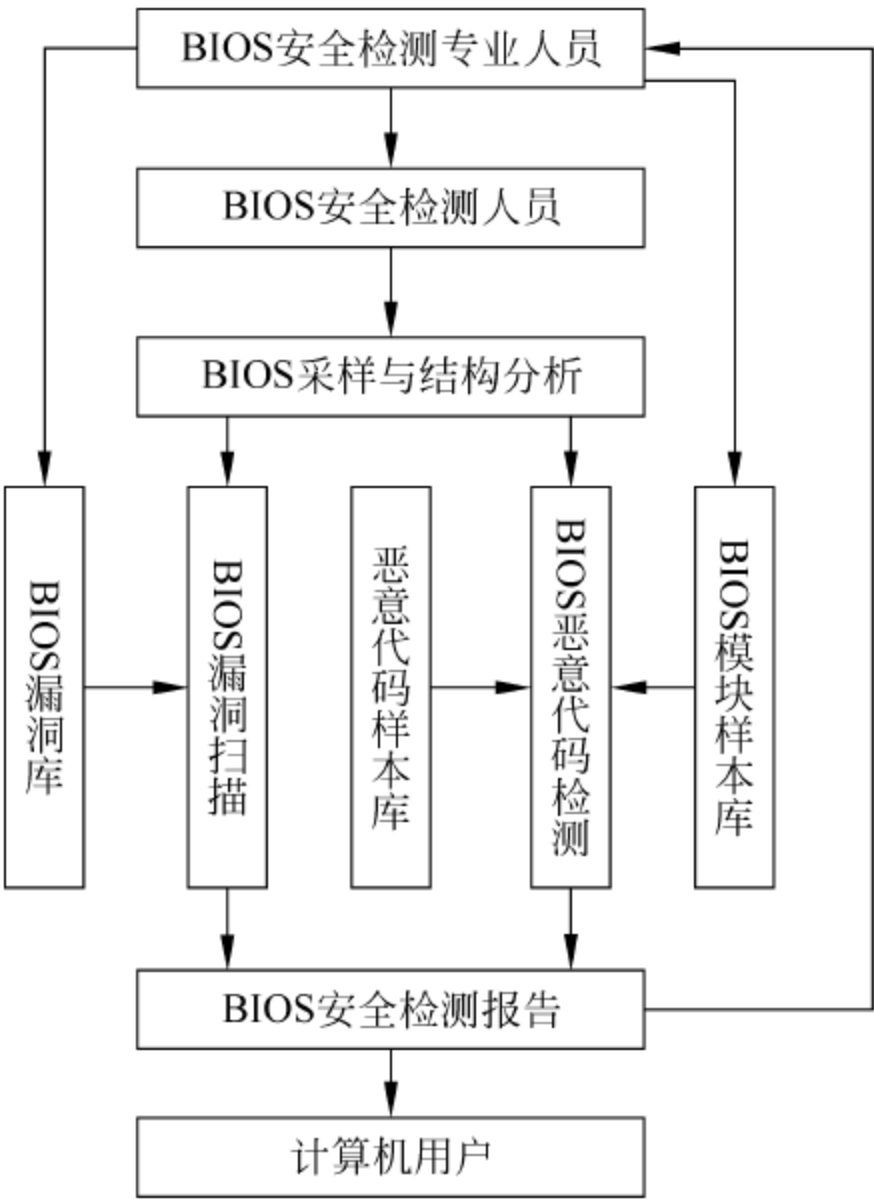 BIOS安全检测专业人员
BIOS安全检测人员
BIOS采样与结构分析
BIOS漏洞库
BIOS漏洞扫描
恶意代码样本库
BIOS恶意代码检测
BIOS模块样本库
BIOS安全检测报告
计算机用户